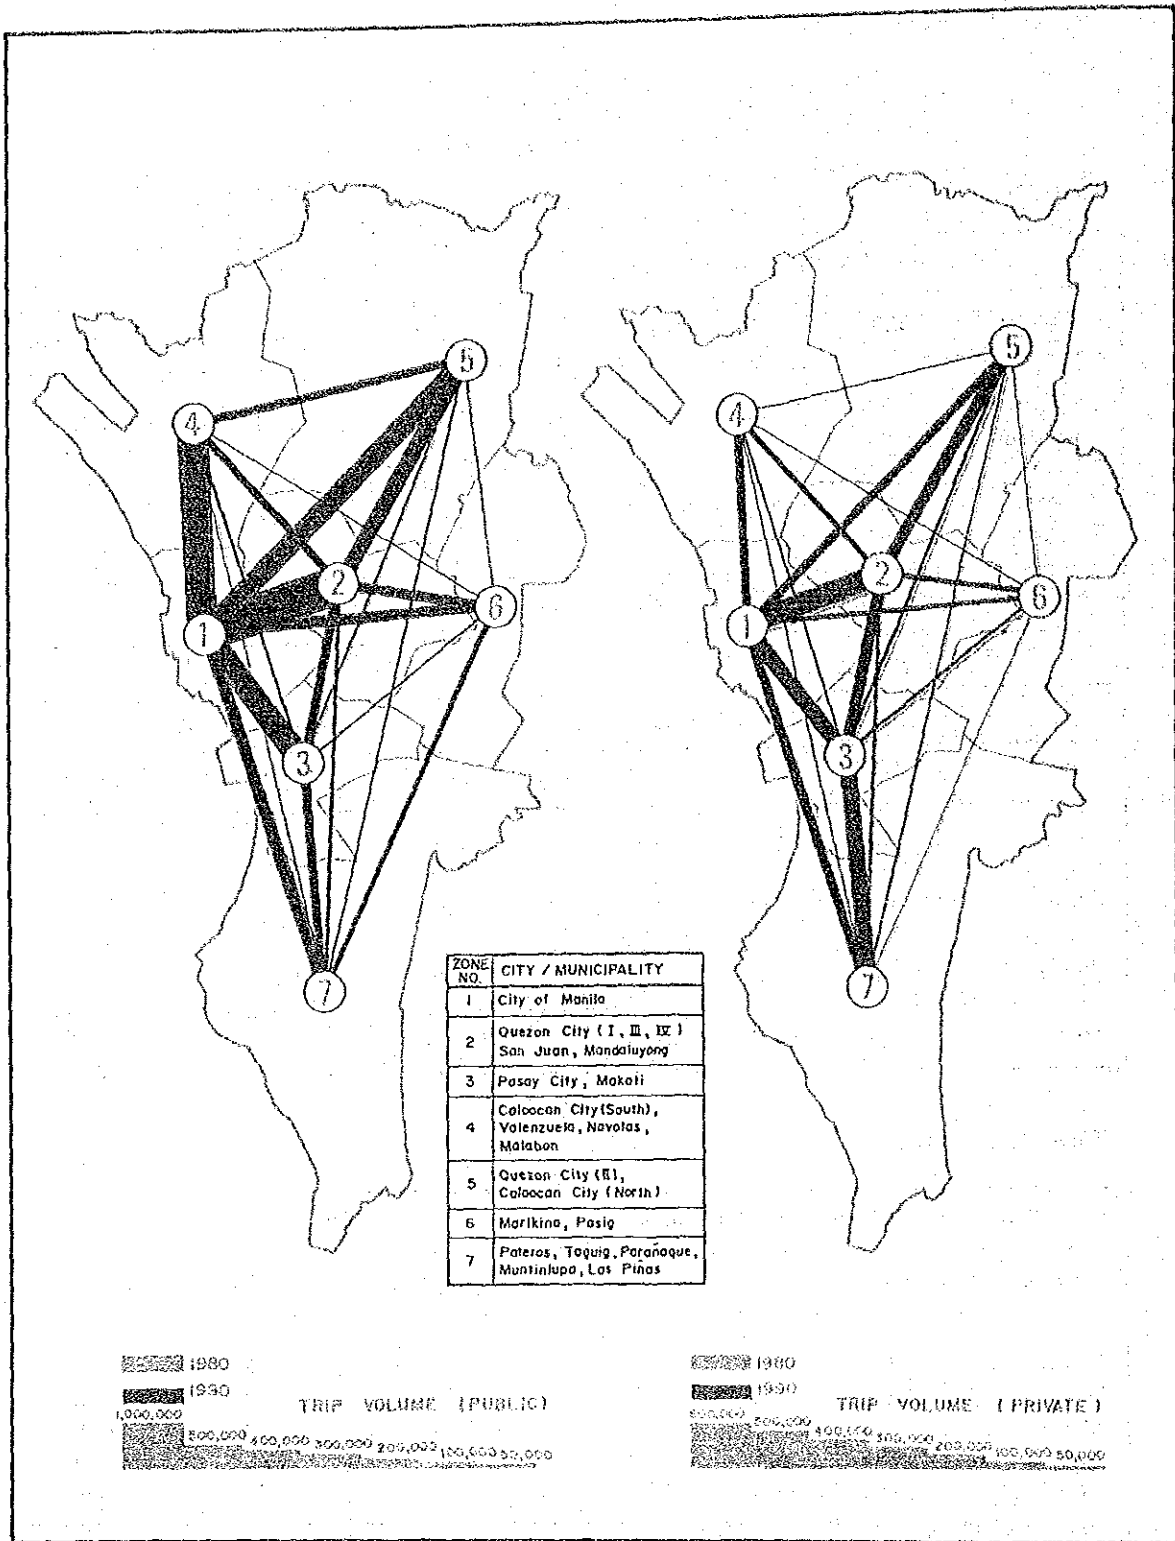 5
4
2
6
1
3
7
5
4
2
6
1
3
7
ZONE NO. CITY / MUNICIPALITY
1 City of Manila
2 Quezon City (I, III, IV)
San Juan, Mandaluyong
3 Pasay City, Makati
4 Caloocan City (South),
Valenzuela, Navotas,
Malabon
5 Quezon City (II),
Caloocan City (North)
6 Marikina, Pasig
7 Pateros, Taguig, Parañaque,
Muntinlupa, Las Piñas
1980
1990
TRIP VOLUME (PUBLIC)
1,000,000
500,000 400,000 300,000 200,000 100,000 50,000
1980
1990
TRIP VOLUME (PRIVATE)
500,000 400,000 300,000 200,000 100,000 50,000